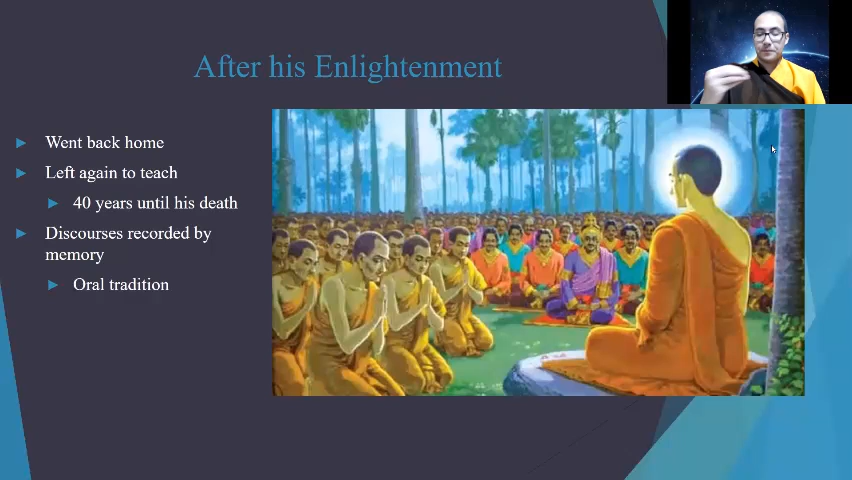 After his Enlightenment
Went back home
Left again to teach
40 years until his death
Discourses recorded by
memory
Oral tradition